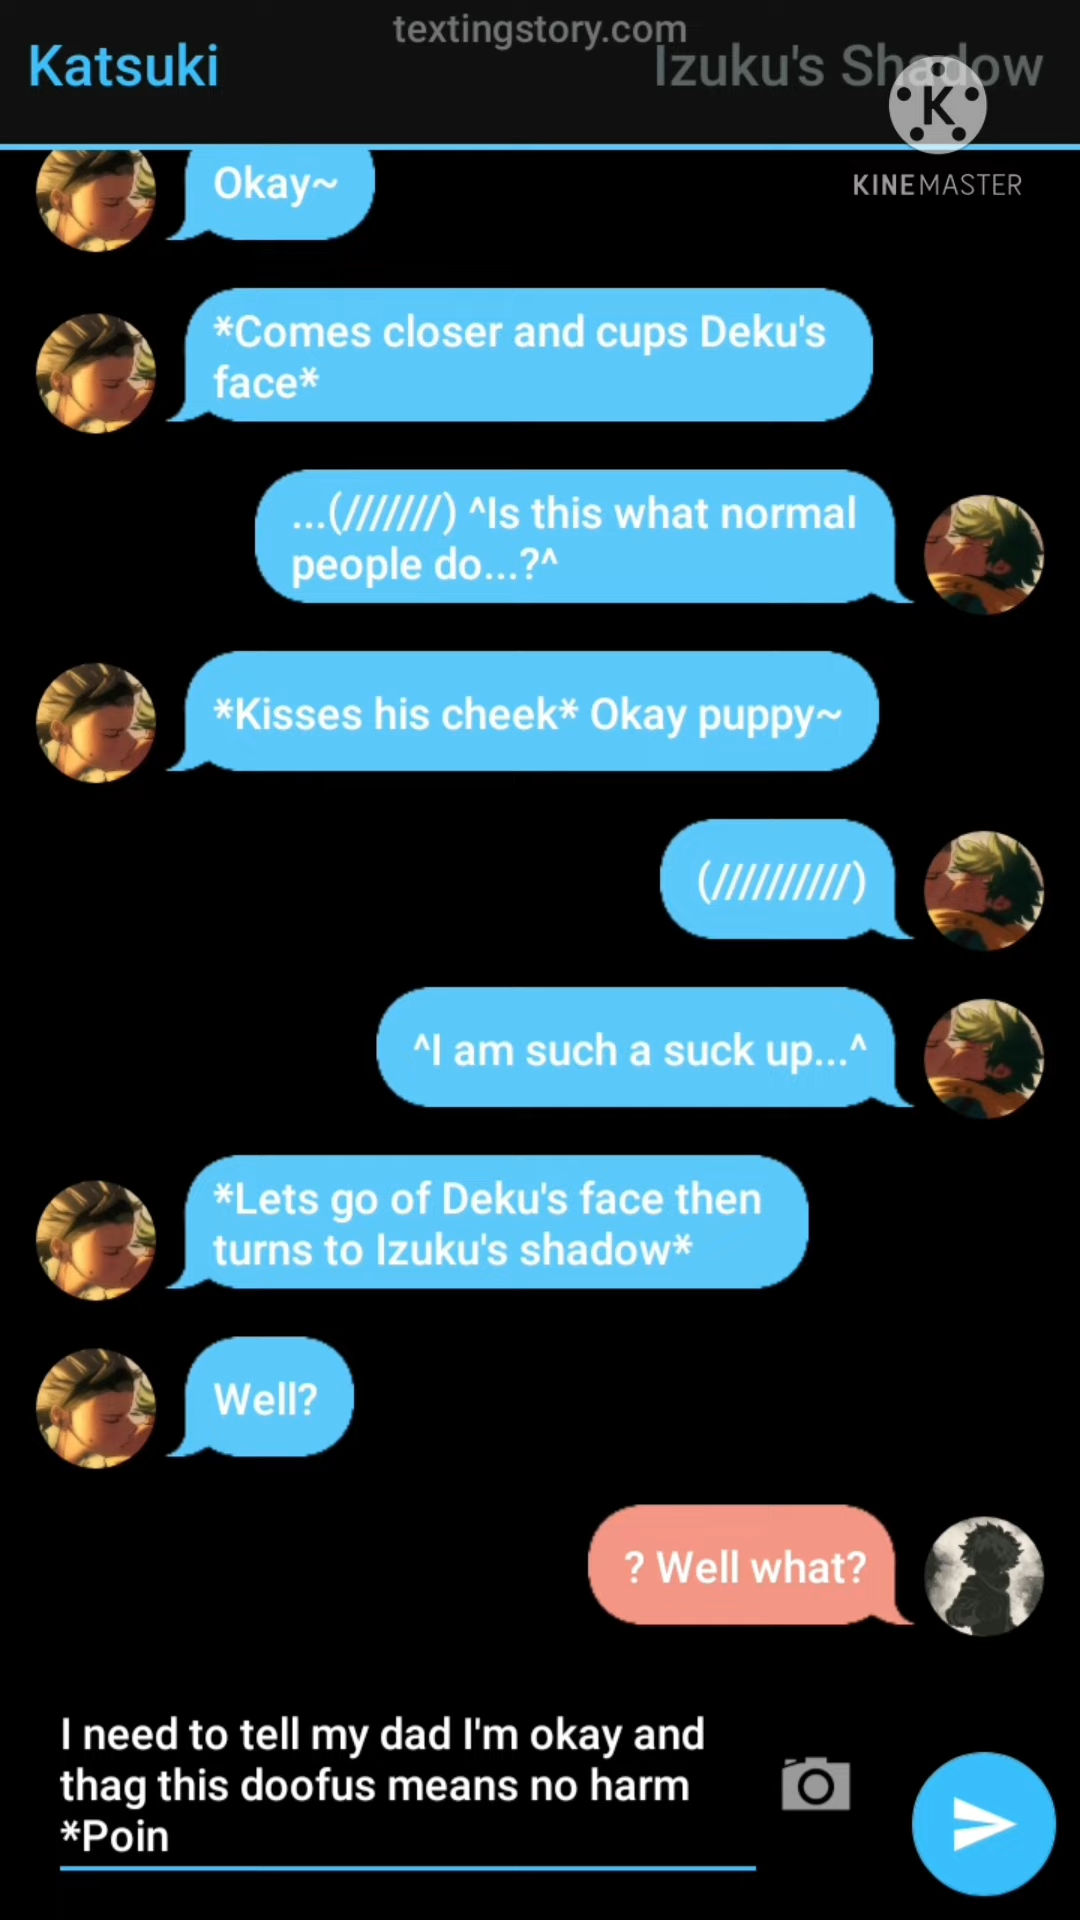 textingstory.com
Katsuki
Izuku's Shadow
K
KINEMASTER
Okay~
*Comes closer and cups Deku's
face*
...(///////) ^Is this what normal
people do...?^
*Kisses his cheek* Okay puppy~
(//////////)
^I am such a suck up...^
*Lets go of Deku's face then
turns to Izuku's shadow*
Well?
? Well what?
I need to tell my dad I'm okay and
thag this doofus means no harm
*Poin